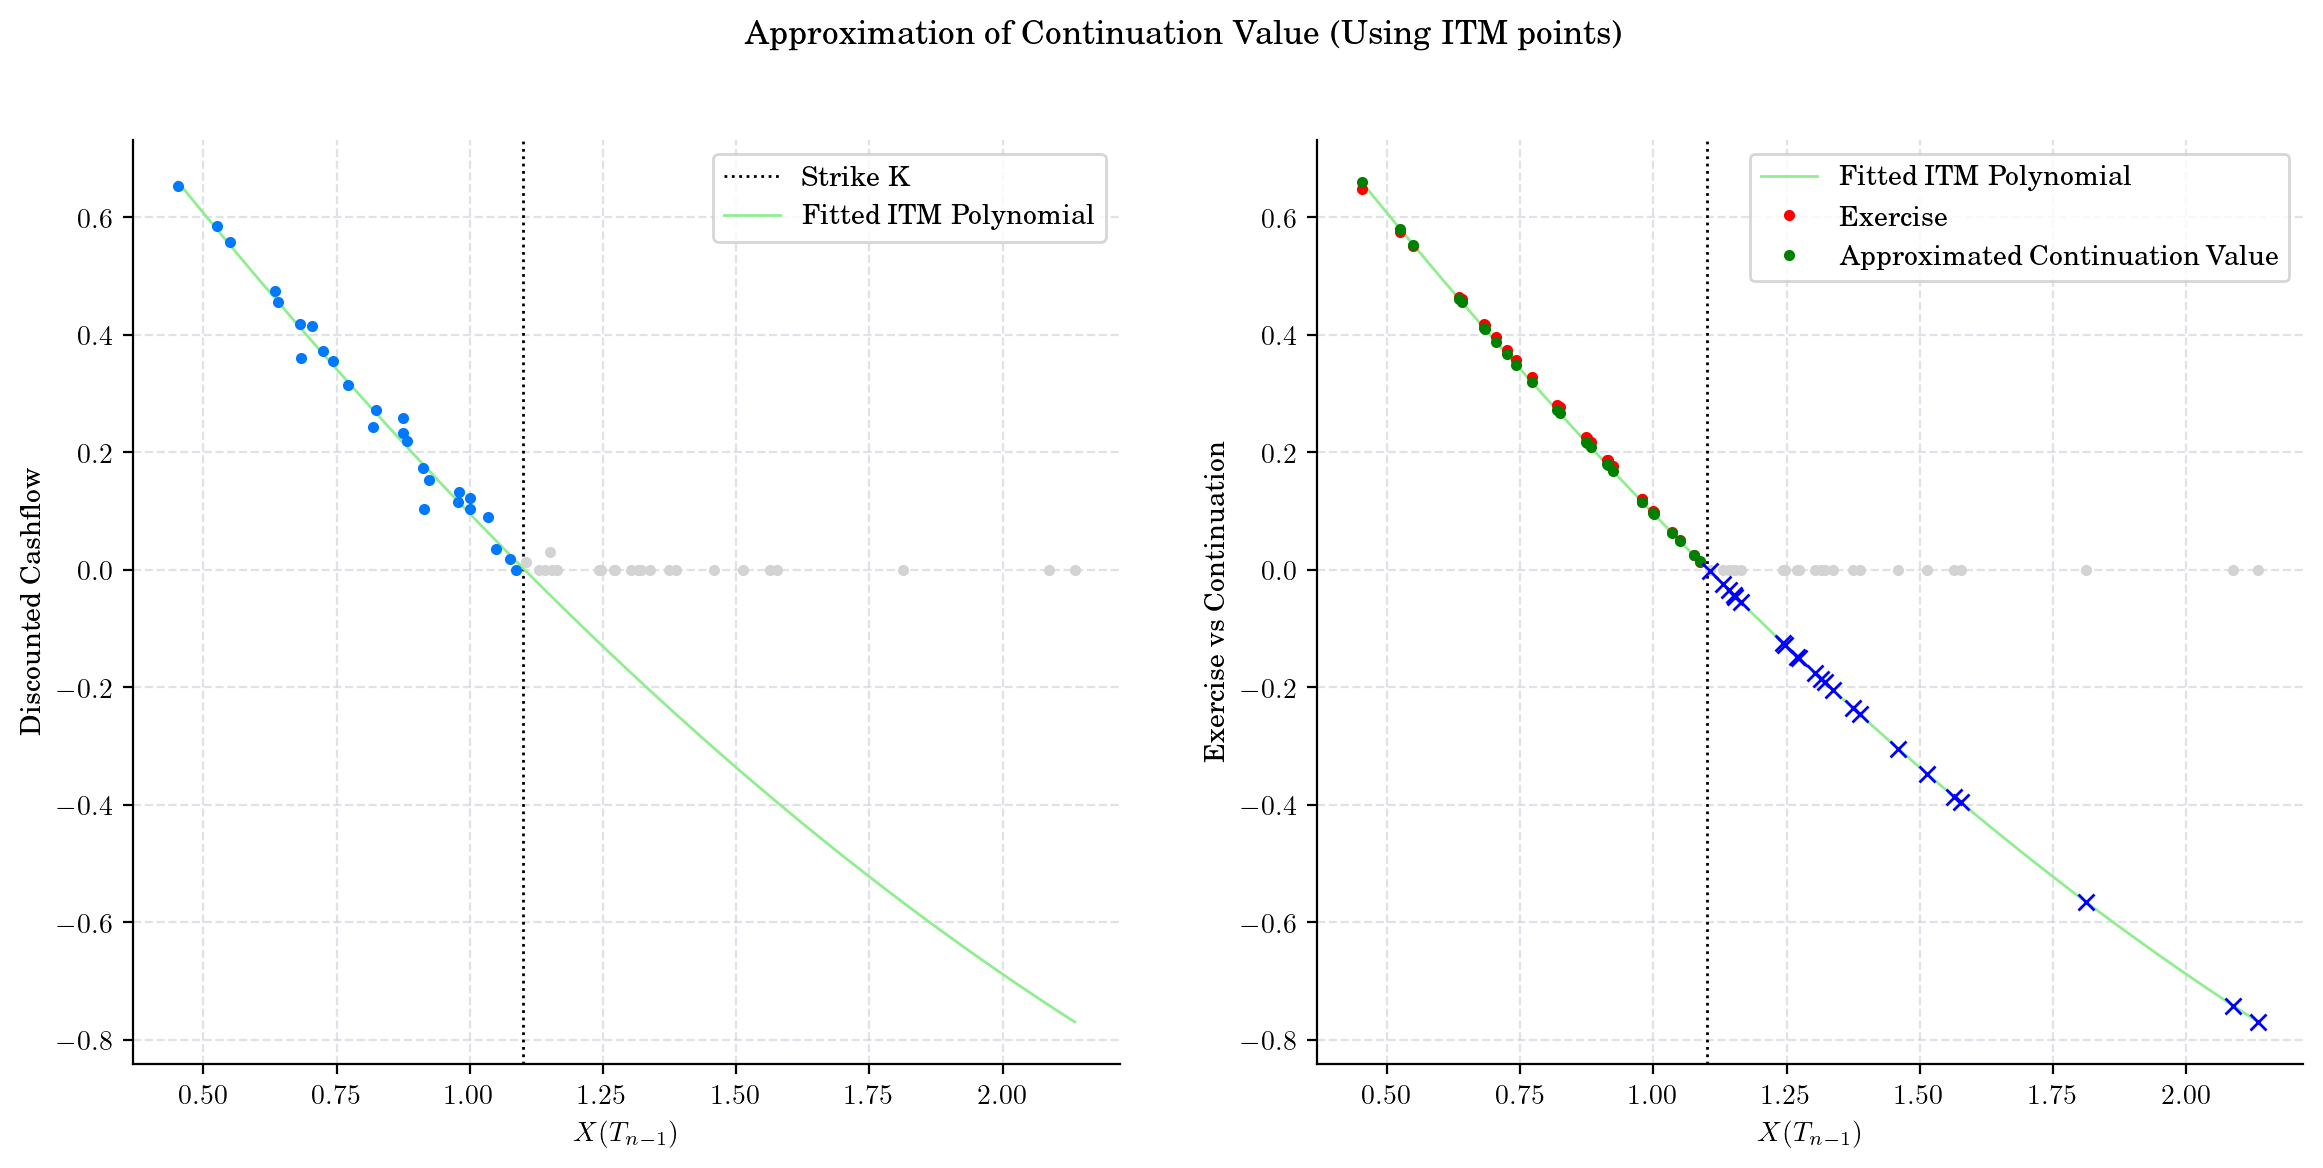 Approximation of Continuation Value (Using ITM points)
Discounted Cashflow
0.6
0.4
0.2
0.0
−0.2
−0.4
−0.6
−0.8
Strike K
Fitted ITM Polynomial
0.50 0.75 1.00 1.25 1.50 1.75 2.00
X(Tₙ₋₁)
Exercise vs Continuation
0.6
0.4
0.2
0.0
−0.2
−0.4
−0.6
−0.8
Fitted ITM Polynomial
Exercise
Approximated Continuation Value
0.50 0.75 1.00 1.25 1.50 1.75 2.00
X(Tₙ₋₁)